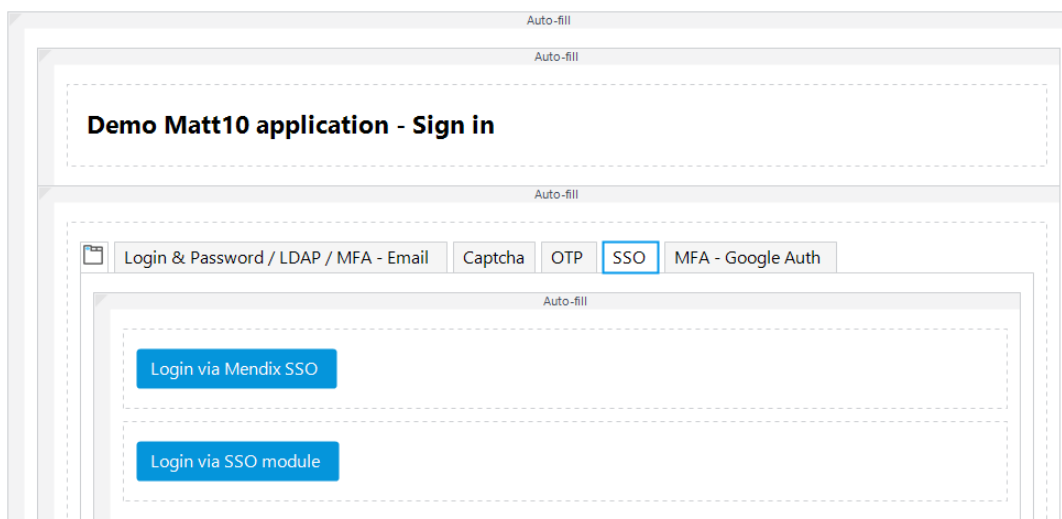 Auto-fill
Auto-fill
Demo Matt10 application - Sign in
Auto-fill
Login & Password / LDAP / MFA - Email Captcha OTP SSO MFA - Google Auth
Auto-fill
Login via Mendix SSO
Login via SSO module